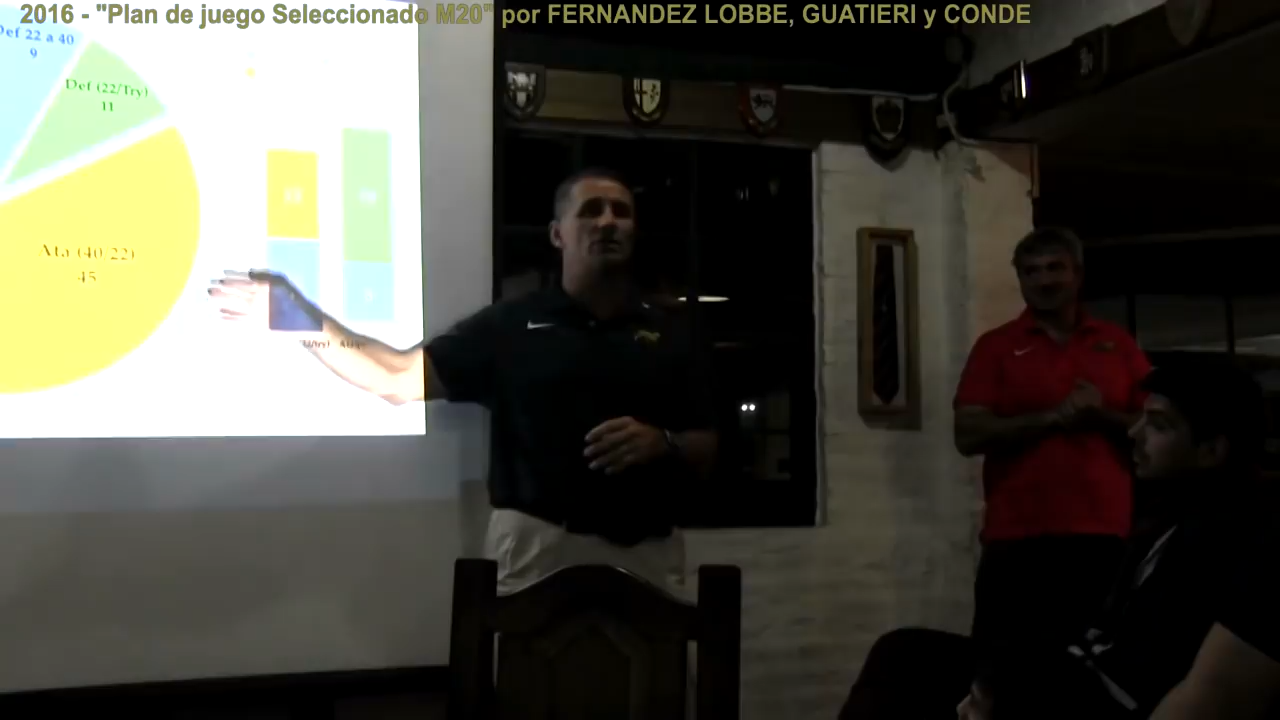 2016 - "Plan de juego Seleccionado M20" por FERNANDEZ LOBBE, GUATIERI y CONDE
Def 22 a 40
9
Def (22/Try)
11
Ata (40 22)
45